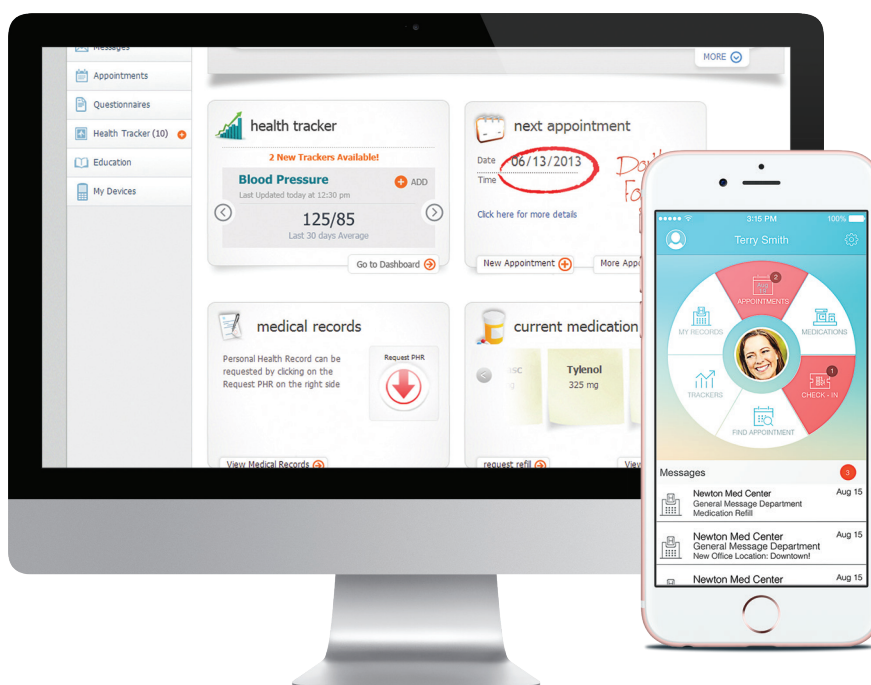 Messages
Appointments
Questionnaires
Health Tracker (10)
Education
My Devices
MORE
health tracker
2 New Trackers Available!
Blood Pressure
ADD
Last Updated today at 12:30 pm
125/85
Last 30 days Average
Go to Dashboard
next appointment
Date 06/13/2013
Time
Click here for more details
New Appointment
More App
medical records
Personal Health Record can be
requested by clicking on the
Request PHR on the right side
Request PHR
View Medical Records
current medication
Tylenol
325 mg
request refill
View
3:15 PM
100%
Terry Smith
2
Aug
APPOINTMENTS
MY RECORDS
MEDICATIONS
TRACKERS
1
CHECK - IN
FIND APPOINTMENT
Messages
3
Newton Med Center
Aug 15
General Message Department
Medication Refill
Newton Med Center
Aug 15
General Message Department
New Office Location: Downtown!
Newton Med Center
Aug 15